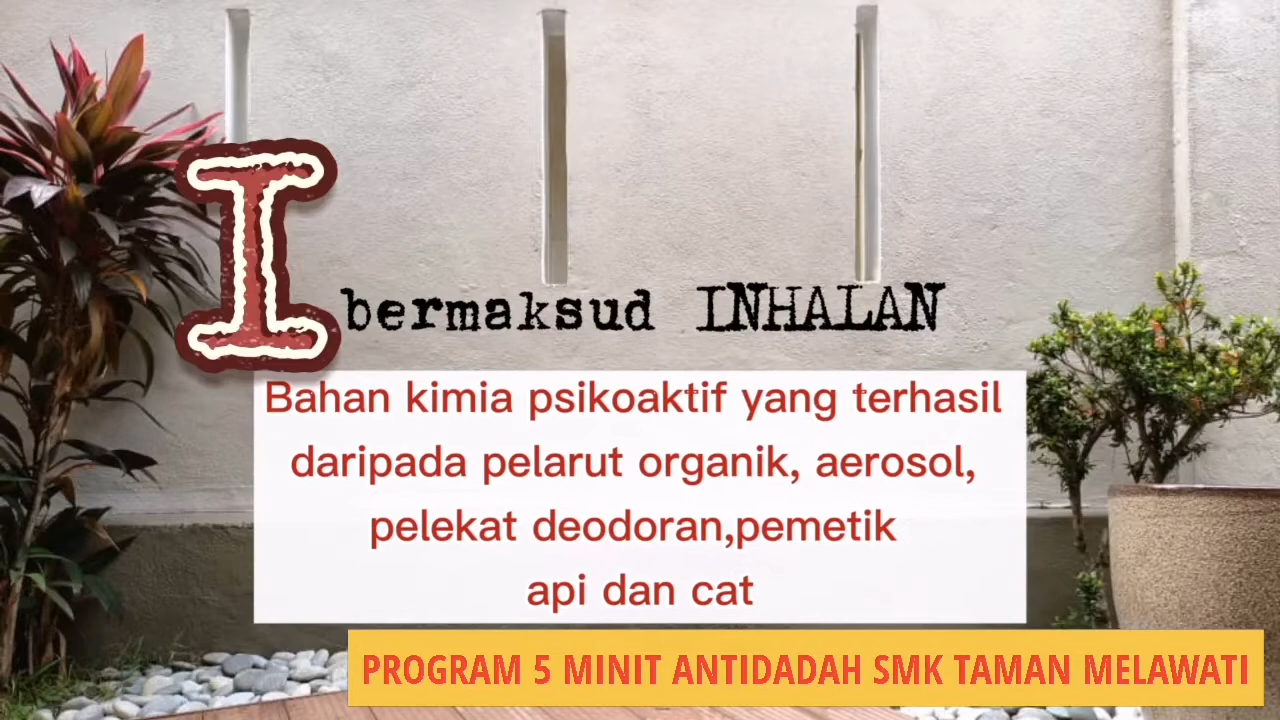 I bermaksud INHALAN
Bahan kimia psikoaktif yang terhasil
daripada pelarut organik, aerosol,
pelekat deodoran,pemetik
api dan cat
PROGRAM 5 MINIT ANTIDADAH SMK TAMAN MELAWATI